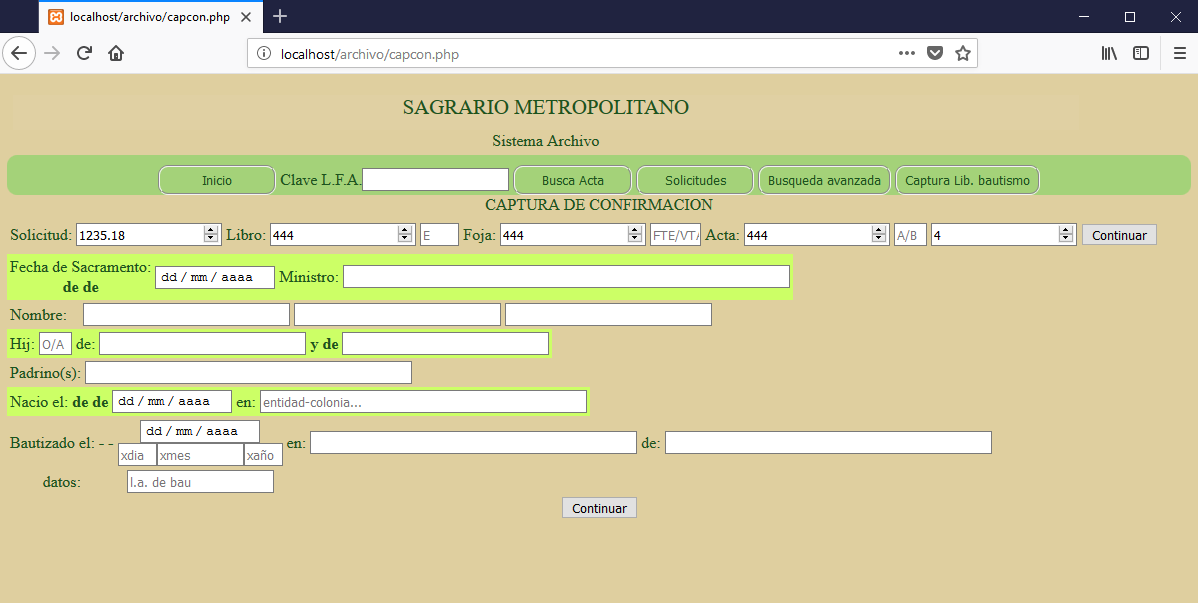 localhost/archivo/capcon.php
localhost/archivo/capcon.php
SAGRARIO METROPOLITANO
Sistema Archivo
Inicio Clave L.F.A. Busca Acta Solicitudes Busqueda avanzada Captura Lib. bautismo
CAPTURA DE CONFIRMACION
Solicitud: 1235.18 Libro: 444 E Foja: 444 FTE/VTA Acta: 444 A/B 4 Continuar
Fecha de Sacramento: dd / mm / aaaa Ministro:
de de
Nombre:
Hij: O/A de: y de
Padrino(s):
Nacio el: de de dd / mm / aaaa en: entidad-colonia...
dd / mm / aaaa
Bautizado el: - - en: de:
xdia xmes xaño
datos: l.a. de bau
Continuar